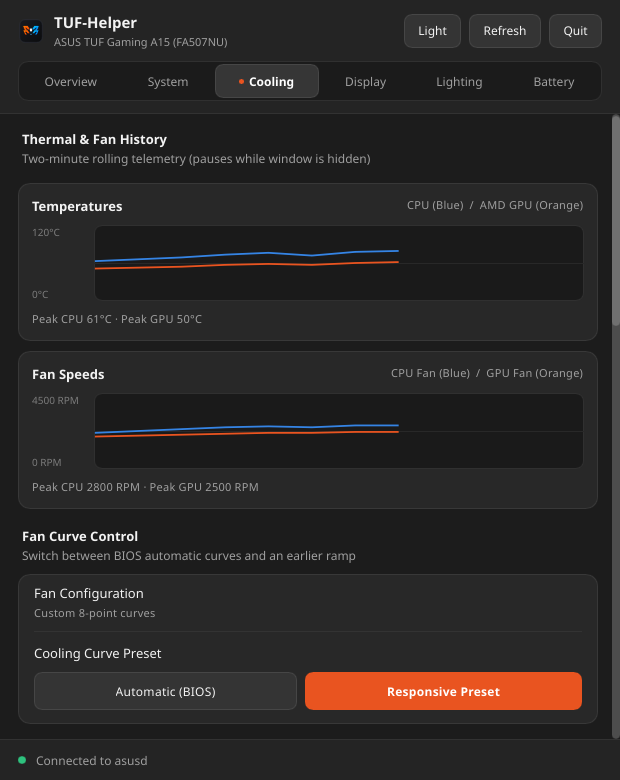 TUF-Helper
ASUS TUF Gaming A15 (FA507NU)
Light
Refresh
Quit
Overview
System
Cooling
Display
Lighting
Battery
Thermal & Fan History
Two-minute rolling telemetry (pauses while window is hidden)
Temperatures
CPU (Blue) / AMD GPU (Orange)
120°C
0°C
Peak CPU 61°C · Peak GPU 50°C
Fan Speeds
CPU Fan (Blue) / GPU Fan (Orange)
4500 RPM
0 RPM
Peak CPU 2800 RPM · Peak GPU 2500 RPM
Fan Curve Control
Switch between BIOS automatic curves and an earlier ramp
Fan Configuration
Custom 8-point curves
Cooling Curve Preset
Automatic (BIOS)
Responsive Preset
Connected to asusd